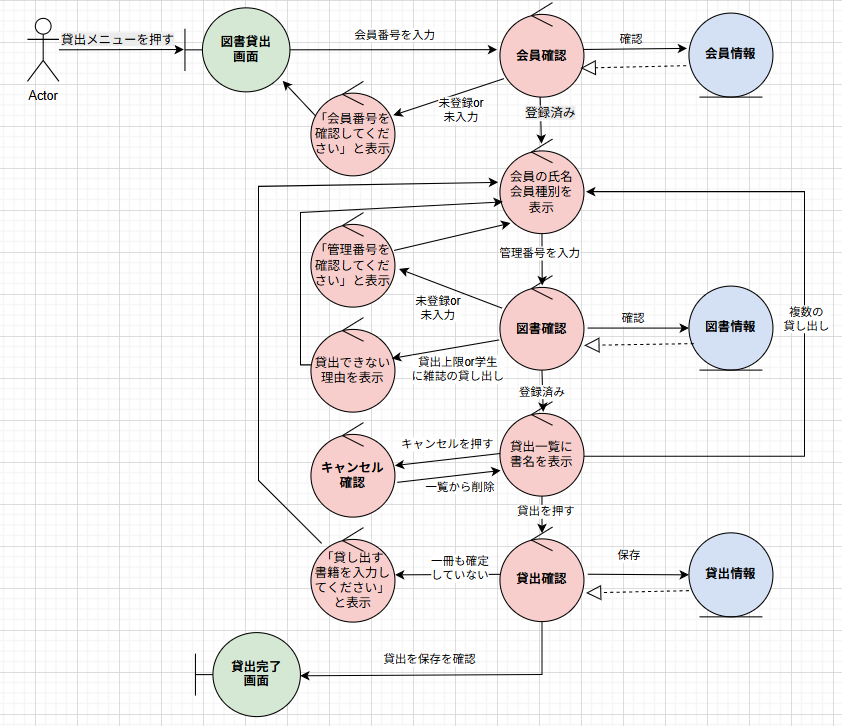 貸出メニューを押す
Actor
図書貸出
画面
会員番号を入力
会員確認
確認
会員情報
「会員番号を
確認してくだ
さい」と表示
未登録or
未入力
登録済み
会員の氏名
会員種別を
表示
管理番号を入力
「管理番号を
確認してくだ
さい」と表示
未登録or
未入力
図書確認
確認
図書情報
複数の
貸し出し
貸出できない
理由を表示
貸出上限or学生
に雑誌の貸し出し
登録済み
貸出一覧に
書名を表示
キャンセルを押す
キャンセル
確認
一覧から削除
貸出を押す
「貸し出す
書籍を入力し
てください」
と表示
一冊も確定
していない
貸出確認
保存
貸出情報
貸出を保存を確認
貸出完了
画面